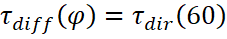 τ_diff(φ) = τ_dir(60)